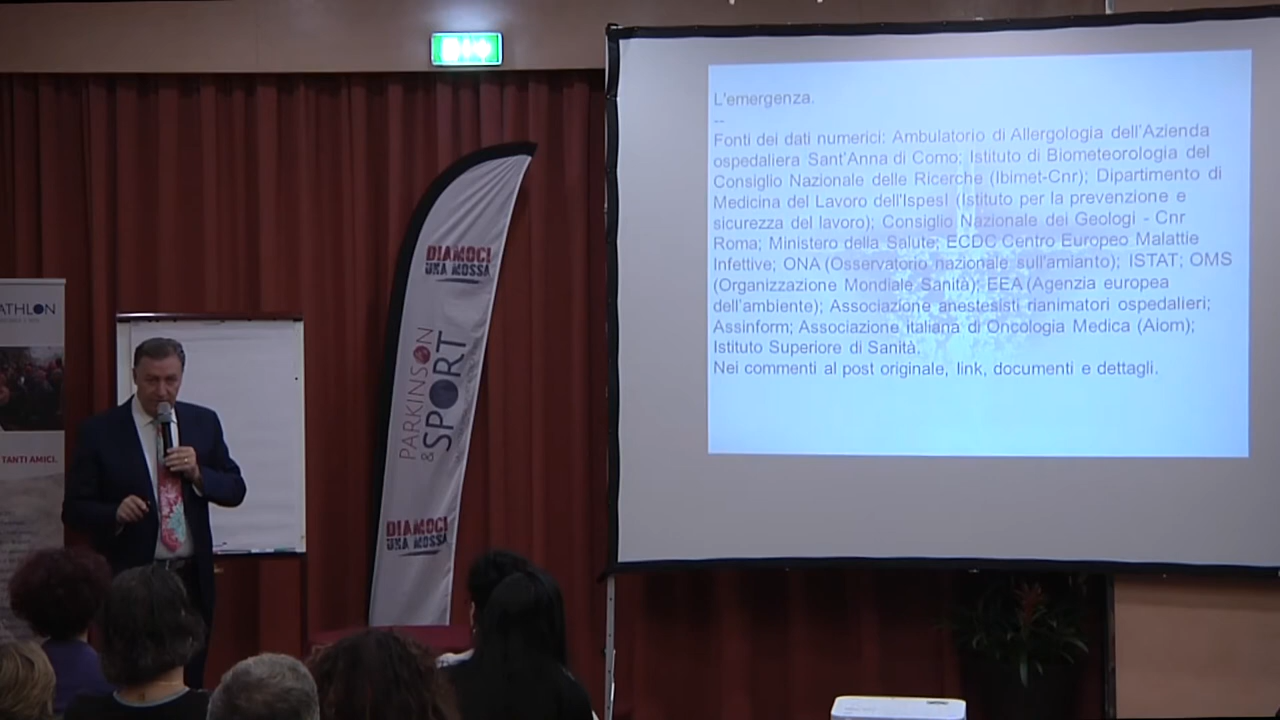 L'emergenza.
--
Fonti dei dati numerici: Ambulatorio di Allergologia dell'Azienda
ospedaliera Sant'Anna di Como; Istituto di Biometeorologia del
Consiglio Nazionale delle Ricerche (Ibimet-Cnr); Dipartimento di
Medicina del Lavoro dell'Ispesl (Istituto per la prevenzione e
sicurezza del lavoro); Consiglio Nazionale dei Geologi - Cnr
Roma; Ministero della Salute; ECDC Centro Europeo Malattie
Infettive; ONA (Osservatorio nazionale sull'amianto); ISTAT; OMS
(Organizzazione Mondiale Sanità); EEA (Agenzia europea
dell'ambiente); Associazione anestesisti rianimatori ospedalieri;
Assinform; Associazione italiana di Oncologia Medica (Aiom);
Istituto Superiore di Sanità.
Nei commenti al post originale, link, documenti e dettagli.
DIAMOCI
UNA MOSSA
PARKINSON
& SPORT
DIAMOCI
UNA MOSSA
ATHLON
TANTI AMICI.